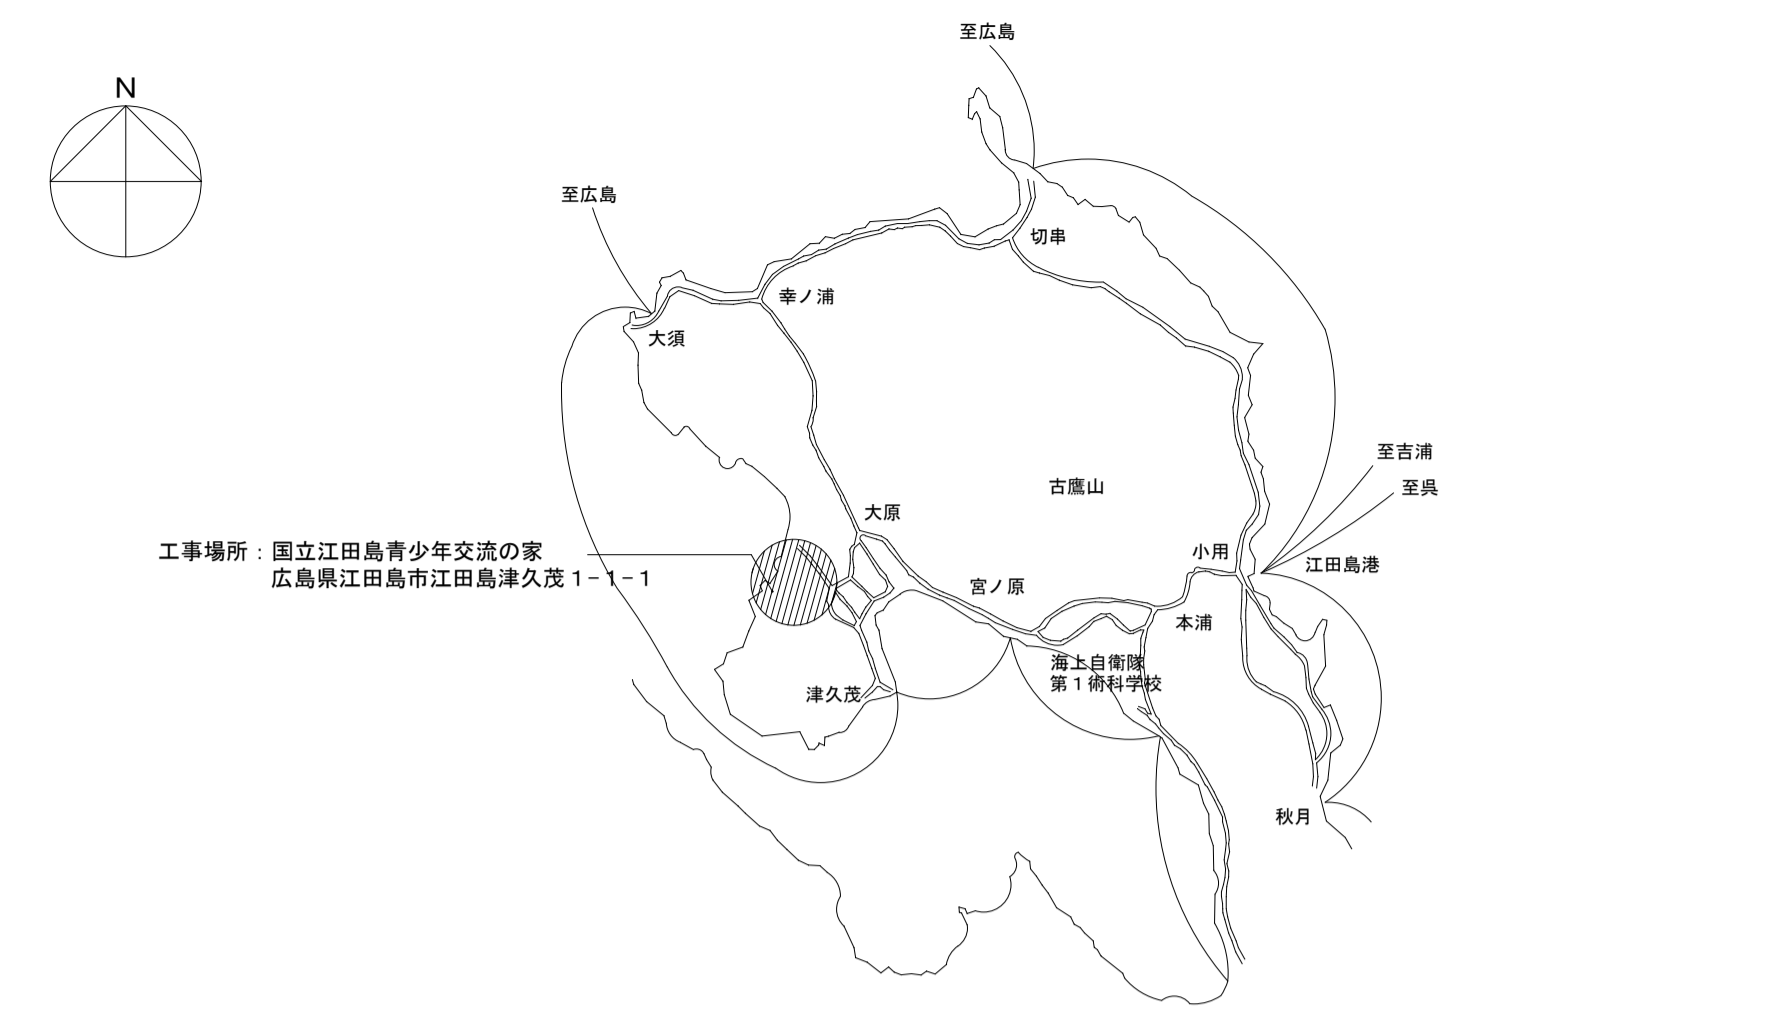 至広島
N
至広島
切串
幸ノ浦
大須
至吉浦
至呉
古鷹山
大原
工事場所：国立江田島青少年交流の家
広島県江田島市江田島津久茂１−１−１
小用
江田島港
宮ノ原
本浦
海上自衛隊
第１術科学校
津久茂
秋月